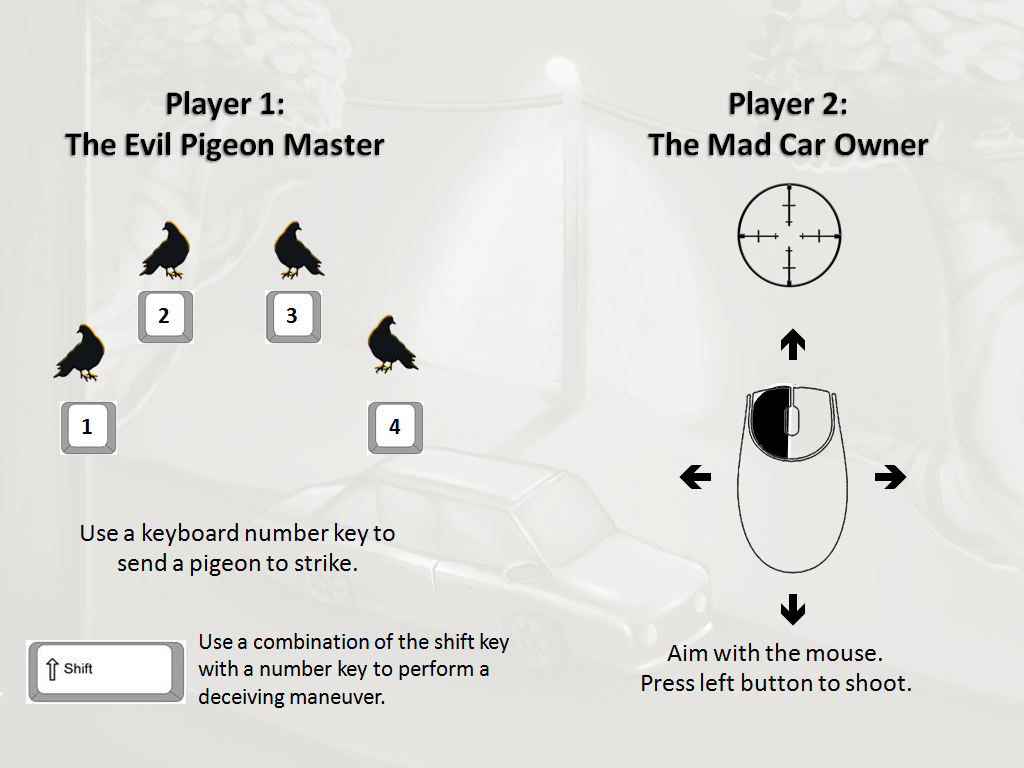 Player 1:
The Evil Pigeon Master
2
3
1
4
Use a keyboard number key to
send a pigeon to strike.
Shift
Use a combination of the shift key
with a number key to perform a
deceiving maneuver.
Player 2:
The Mad Car Owner
Aim with the mouse.
Press left button to shoot.